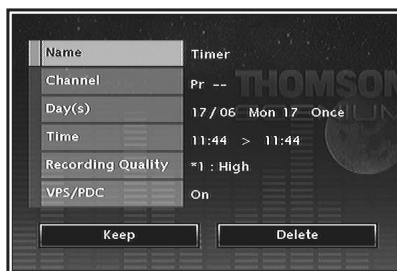 Name Timer
Channel Pr --
THOMSON
Day(s) 17/06 Mon 17 Once
Time 11:44 > 11:44
Recording Quality *1 : High
VPS/PDC On
Keep Delete